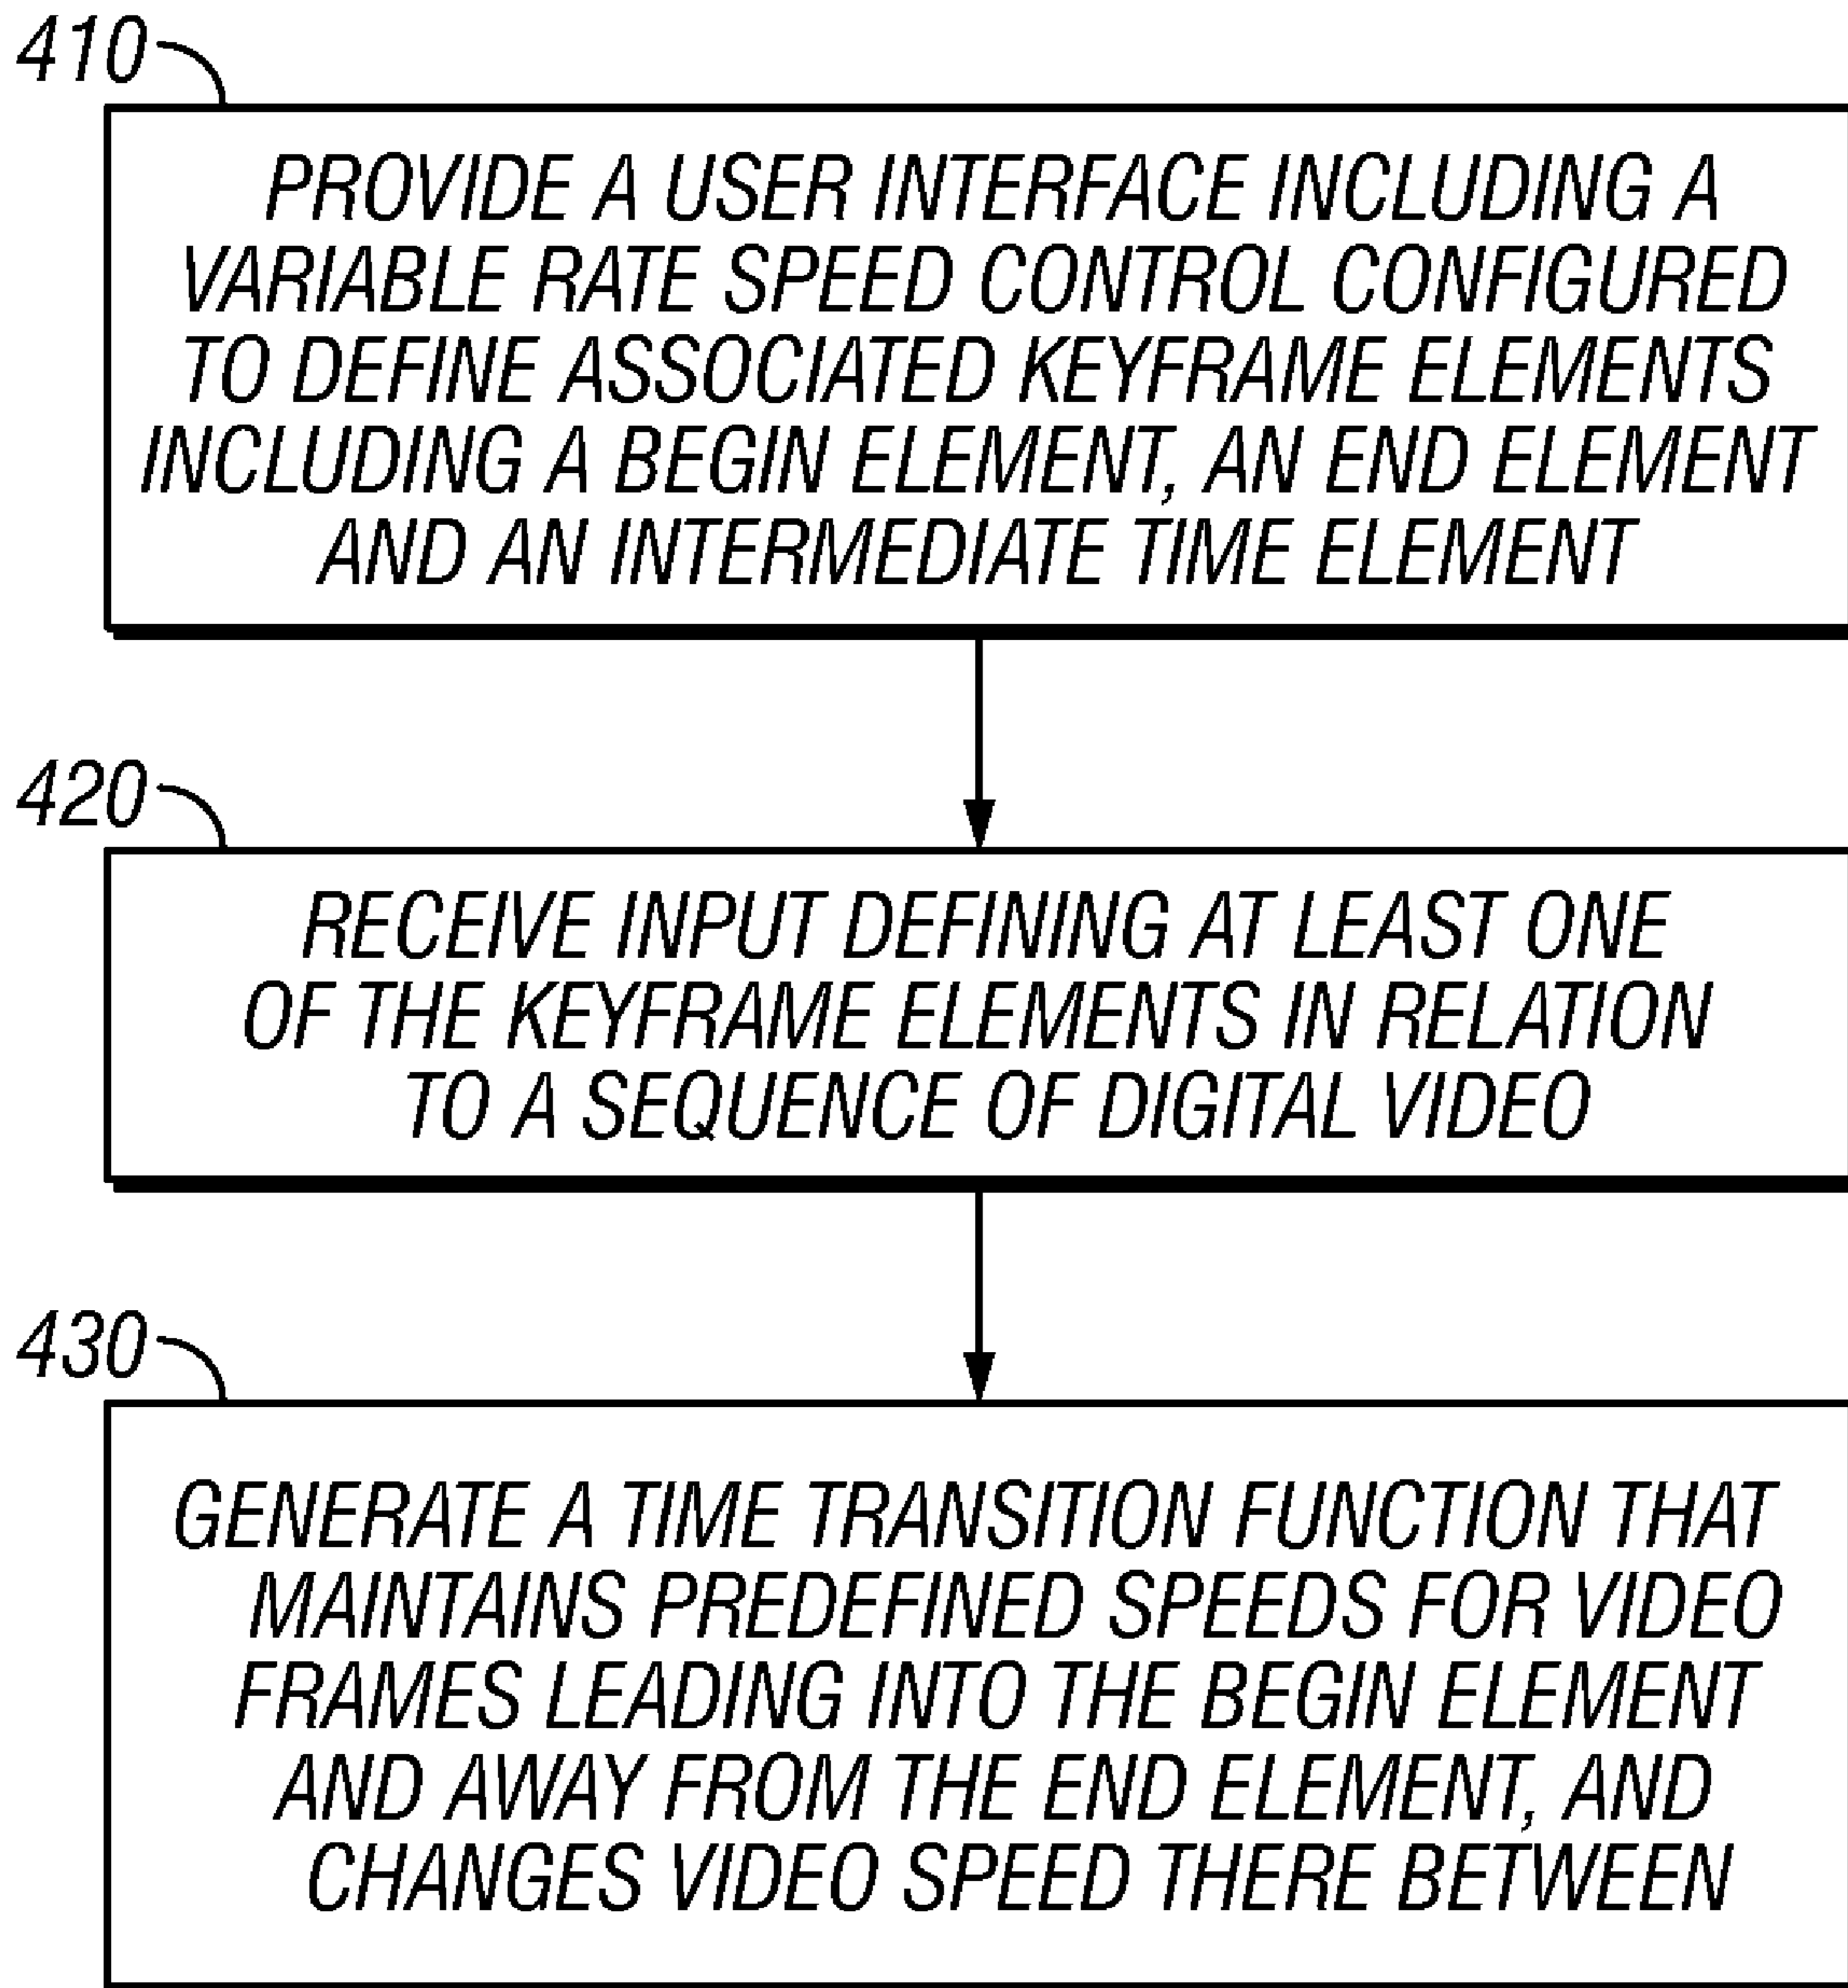 410
PROVIDE A USER INTERFACE INCLUDING A
VARIABLE RATE SPEED CONTROL CONFIGURED
TO DEFINE ASSOCIATED KEYFRAME ELEMENTS
INCLUDING A BEGIN ELEMENT, AN END ELEMENT
AND AN INTERMEDIATE TIME ELEMENT
420
RECEIVE INPUT DEFINING AT LEAST ONE
OF THE KEYFRAME ELEMENTS IN RELATION
TO A SEQUENCE OF DIGITAL VIDEO
430
GENERATE A TIME TRANSITION FUNCTION THAT
MAINTAINS PREDEFINED SPEEDS FOR VIDEO
FRAMES LEADING INTO THE BEGIN ELEMENT
AND AWAY FROM THE END ELEMENT, AND
CHANGES VIDEO SPEED THERE BETWEEN